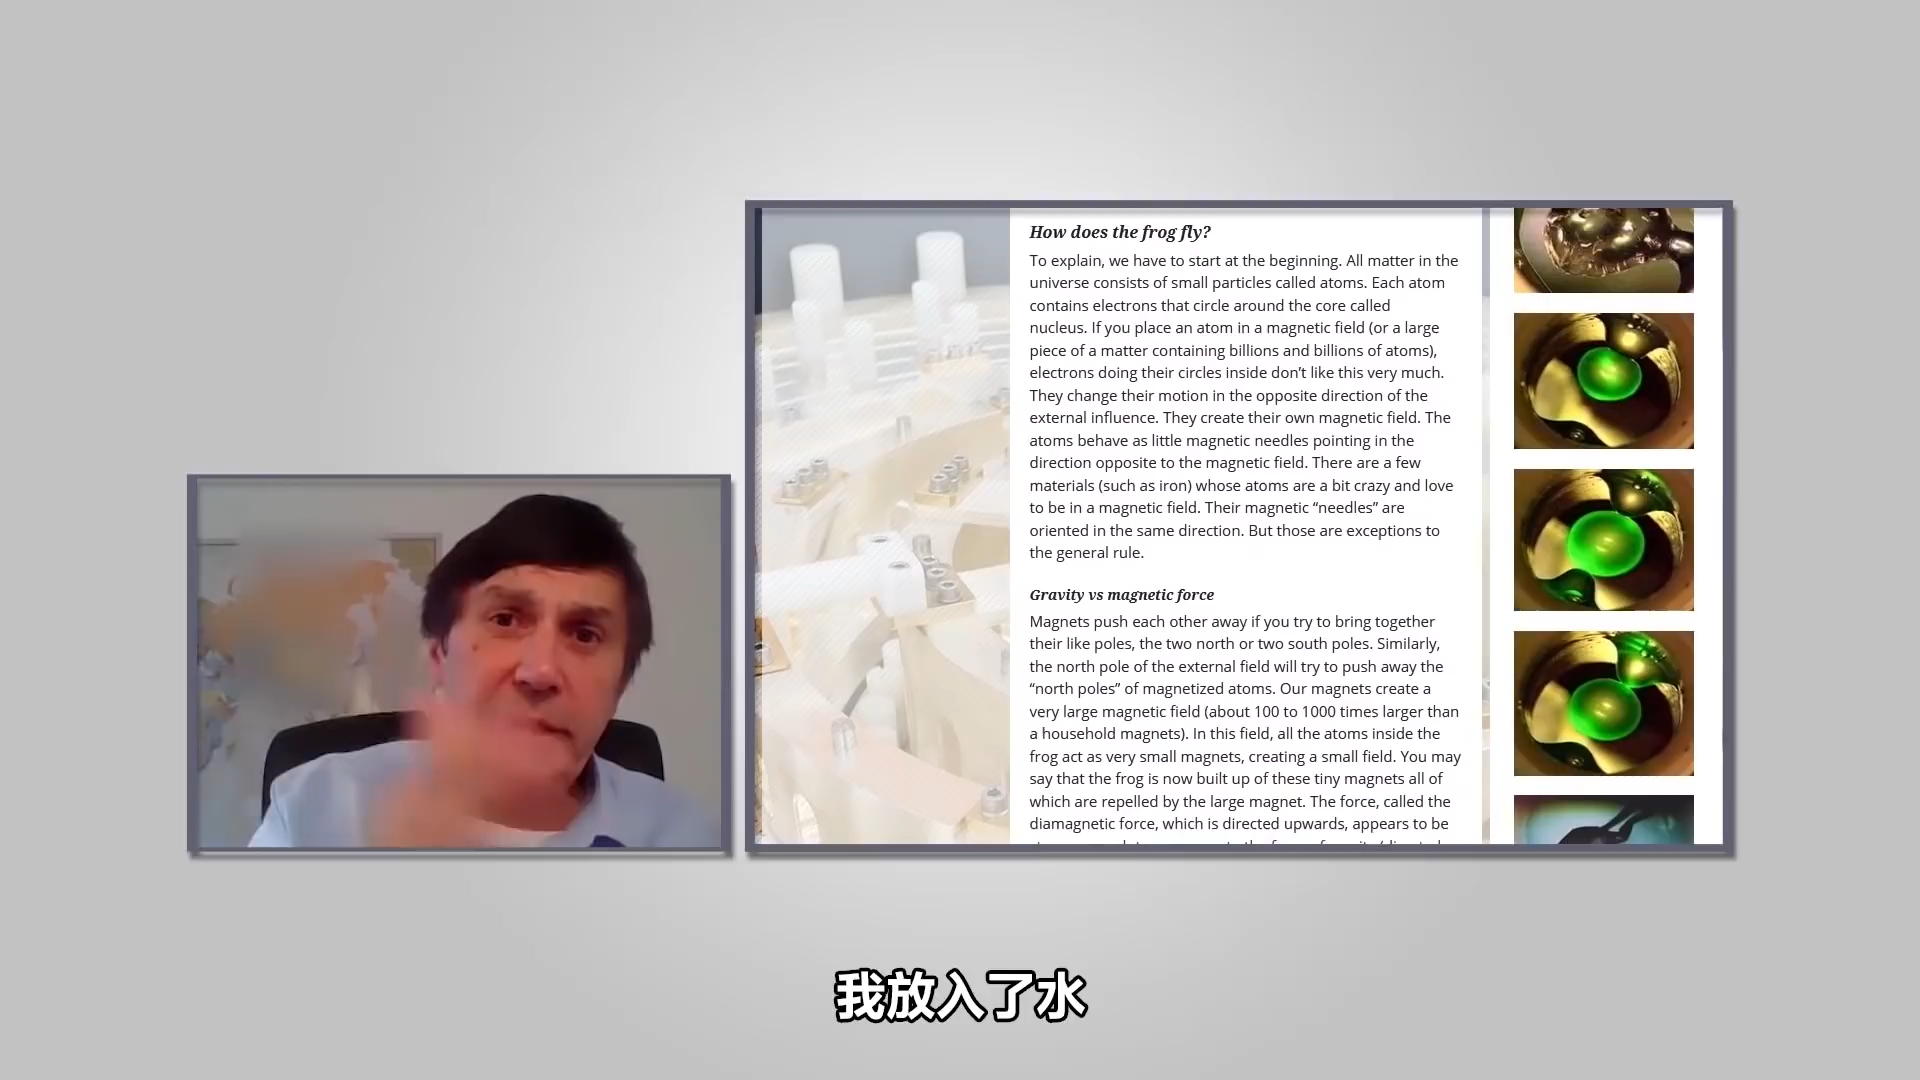 How does the frog fly?
To explain, we have to start at the beginning. All matter in the
universe consists of small particles called atoms. Each atom
contains electrons that circle around the core called
nucleus. If you place an atom in a magnetic field (or a large
piece of a matter containing billions and billions of atoms),
electrons doing their circles inside don’t like this very much.
They change their motion in the opposite direction of the
external influence. They create their own magnetic field. The
atoms behave as little magnetic needles pointing in the
direction opposite to the magnetic field. There are a few
materials (such as iron) whose atoms are a bit crazy and love
to be in a magnetic field. Their magnetic “needles” are
oriented in the same direction. But those are exceptions to
the general rule.
Gravity vs magnetic force
Magnets push each other away if you try to bring together
their like poles, the two north or two south poles. Similarly,
the north pole of the external field will try to push away the
“north poles” of magnetized atoms. Our magnets create a
very large magnetic field (about 100 to 1000 times larger than
a household magnets). In this field, all the atoms inside the
frog act as very small magnets, creating a small field. You may
say that the frog is now built up of these tiny magnets all of
which are repelled by the large magnet. The force, called the
diamagnetic force, which is directed upwards, appears to be
我放入了水